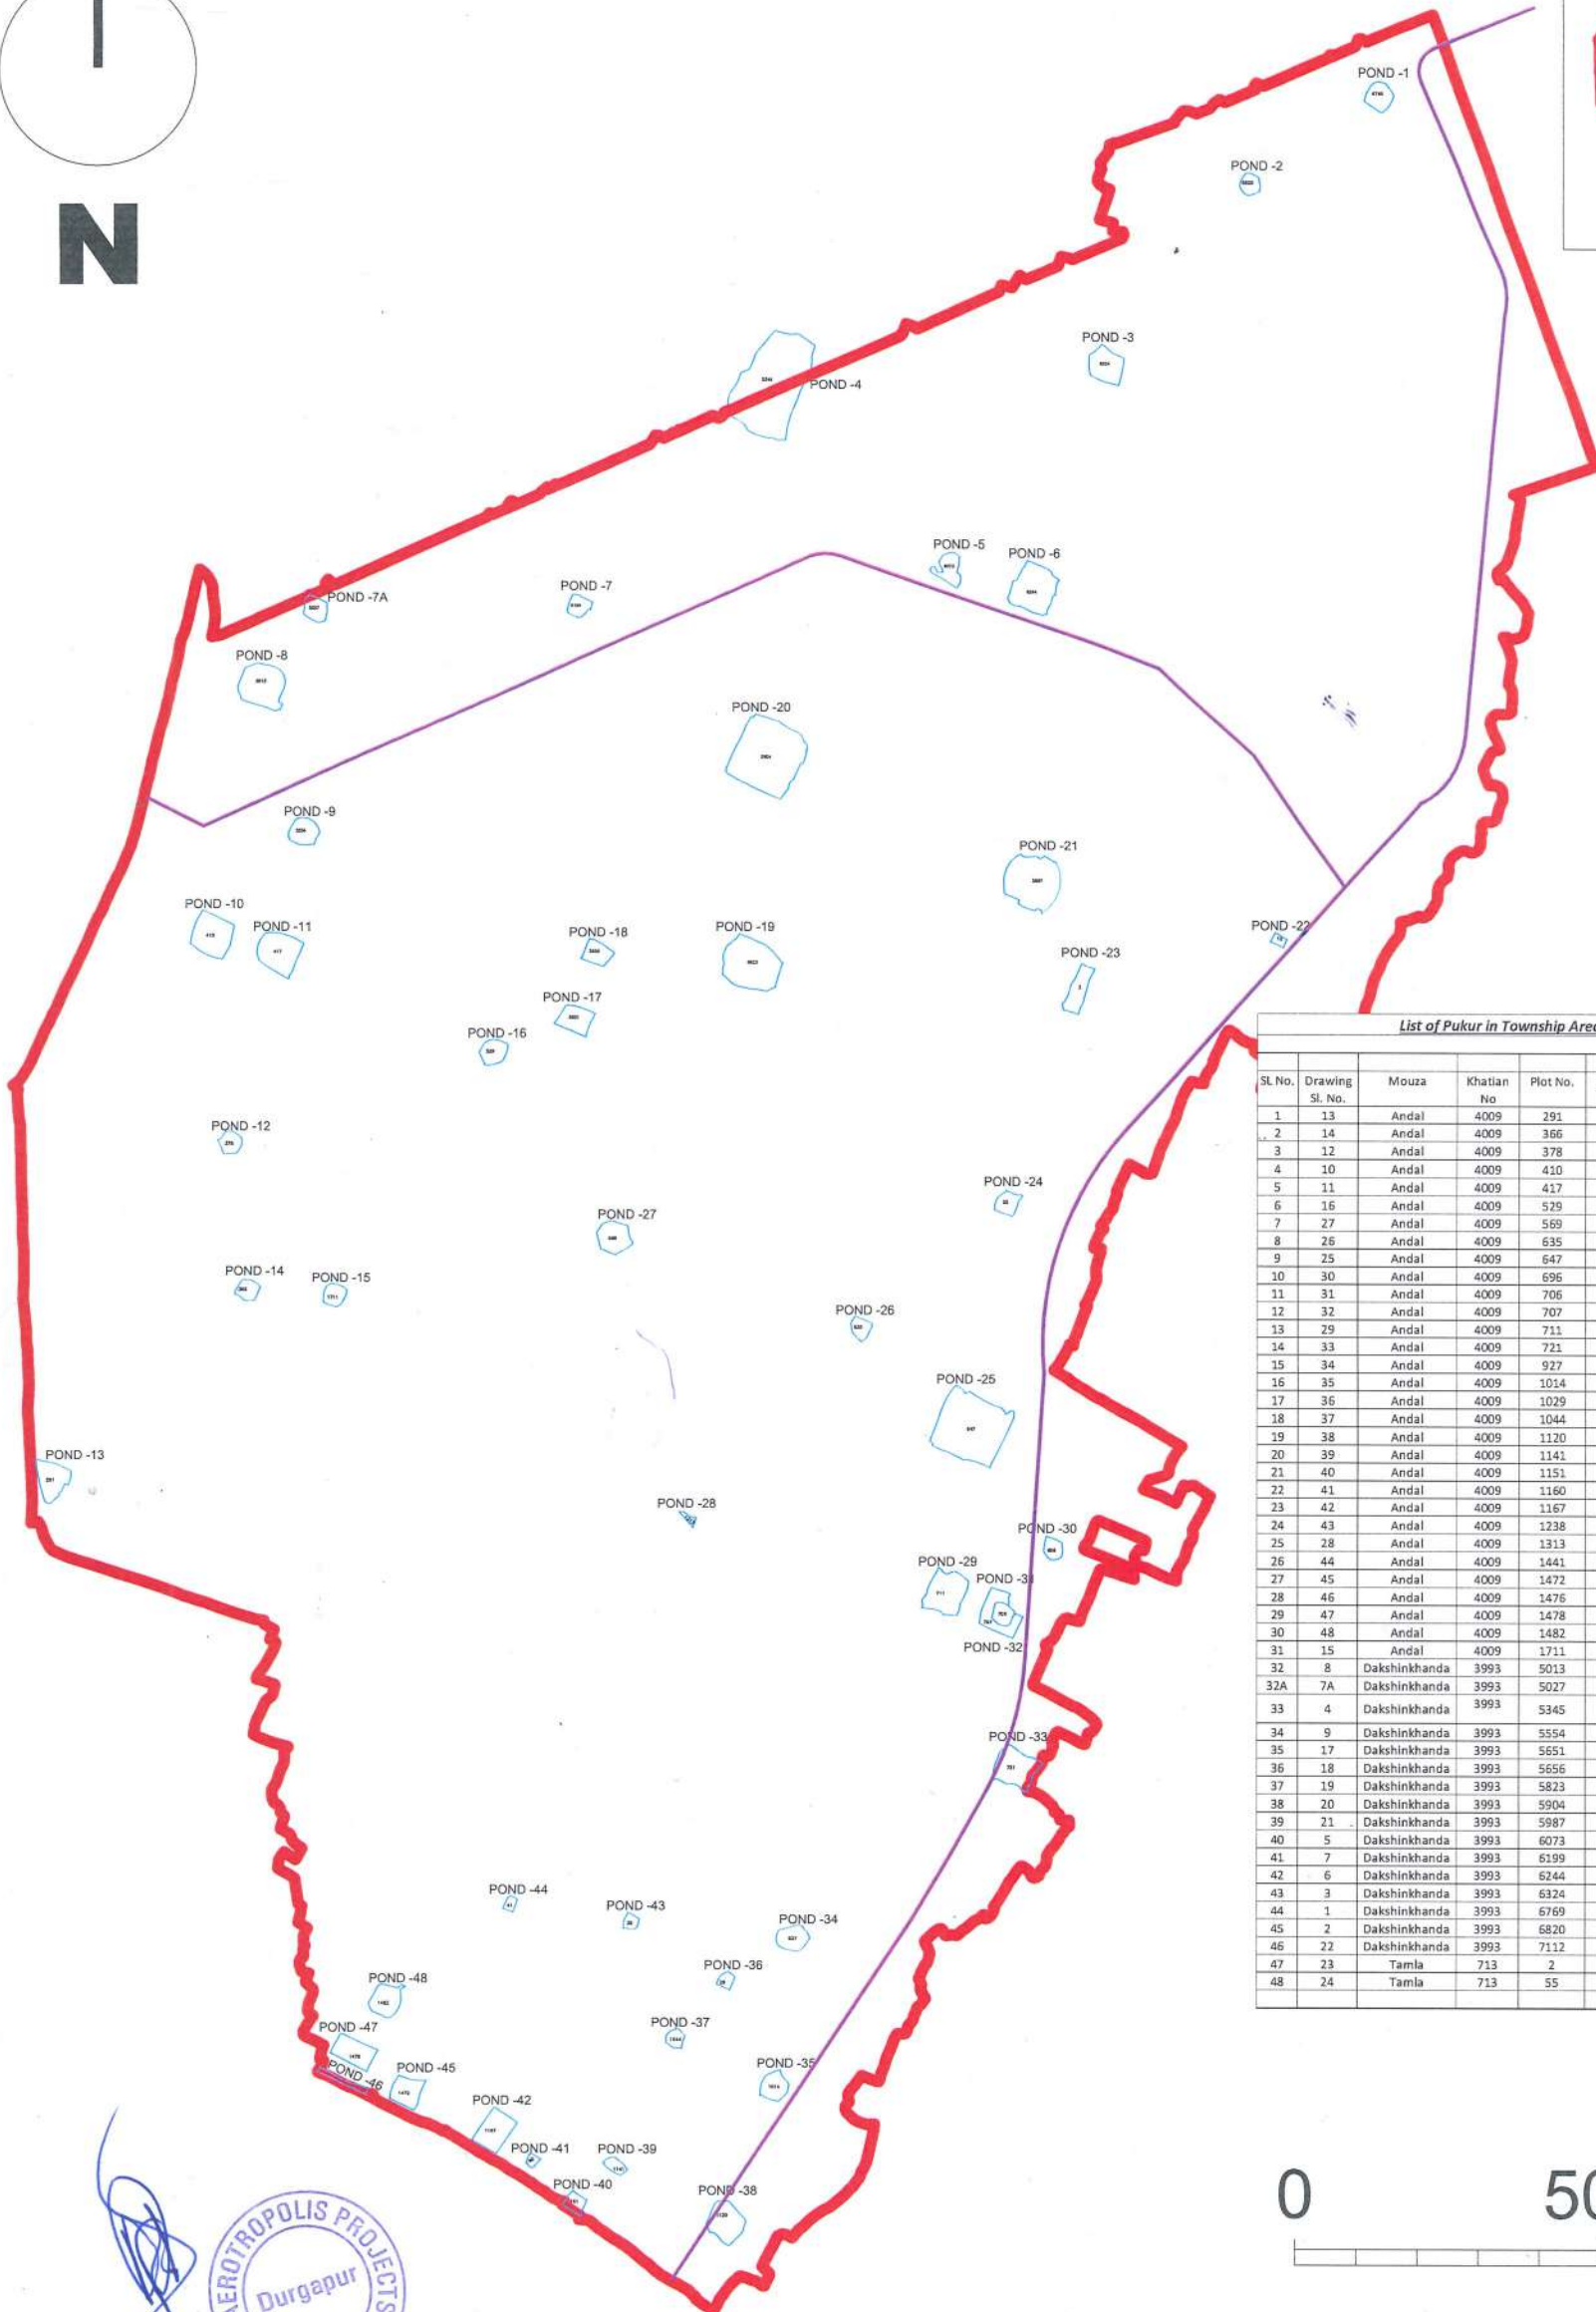 N
POND -1
POND -2
POND -3
POND -4
POND -5
POND -6
POND -7A
POND -7
POND -8
POND -20
POND -9
POND -21
POND -10
POND -11
POND -18
POND -19
POND -22
POND -23
POND -17
POND -16
POND -12
POND -24
POND -27
POND -14
POND -15
POND -26
POND -25
POND -13
POND -28
POND -30
POND -29
POND -31
POND -32
POND -33
POND -44
POND -43
POND -34
POND -36
POND -48
POND -37
POND -47
POND -46
POND -45
POND -35
POND -42
POND -41
POND -39
POND -40
POND -38
List of Pukur in Township Area
SL No. Drawing Sl. No. Mouza Khatian No Plot No.
1 13 Andal 4009 291
2 14 Andal 4009 366
3 12 Andal 4009 378
4 10 Andal 4009 410
5 11 Andal 4009 417
6 16 Andal 4009 529
7 27 Andal 4009 569
8 26 Andal 4009 635
9 25 Andal 4009 647
10 30 Andal 4009 696
11 31 Andal 4009 706
12 32 Andal 4009 707
13 29 Andal 4009 711
14 33 Andal 4009 721
15 34 Andal 4009 927
16 35 Andal 4009 1014
17 36 Andal 4009 1029
18 37 Andal 4009 1044
19 38 Andal 4009 1120
20 39 Andal 4009 1141
21 40 Andal 4009 1151
22 41 Andal 4009 1160
23 42 Andal 4009 1167
24 43 Andal 4009 1238
25 28 Andal 4009 1313
26 44 Andal 4009 1441
27 45 Andal 4009 1472
28 46 Andal 4009 1476
29 47 Andal 4009 1478
30 48 Andal 4009 1482
31 15 Andal 4009 1711
32 8 Dakshinkhanda 3993 5013
32A 7A Dakshinkhanda 3993 5027
33 4 Dakshinkhanda 3993 5345
34 9 Dakshinkhanda 3993 5554
35 17 Dakshinkhanda 3993 5651
36 18 Dakshinkhanda 3993 5656
37 19 Dakshinkhanda 3993 5823
38 20 Dakshinkhanda 3993 5904
39 21 Dakshinkhanda 3993 5987
40 5 Dakshinkhanda 3993 6073
41 7 Dakshinkhanda 3993 6199
42 6 Dakshinkhanda 3993 6244
43 3 Dakshinkhanda 3993 6324
44 1 Dakshinkhanda 3993 6769
45 2 Dakshinkhanda 3993 6820
46 22 Dakshinkhanda 3993 7112
47 23 Tamla 713 2
48 24 Tamla 713 55
0 50
AEROTROPOLIS PROJECTS
Durgapur